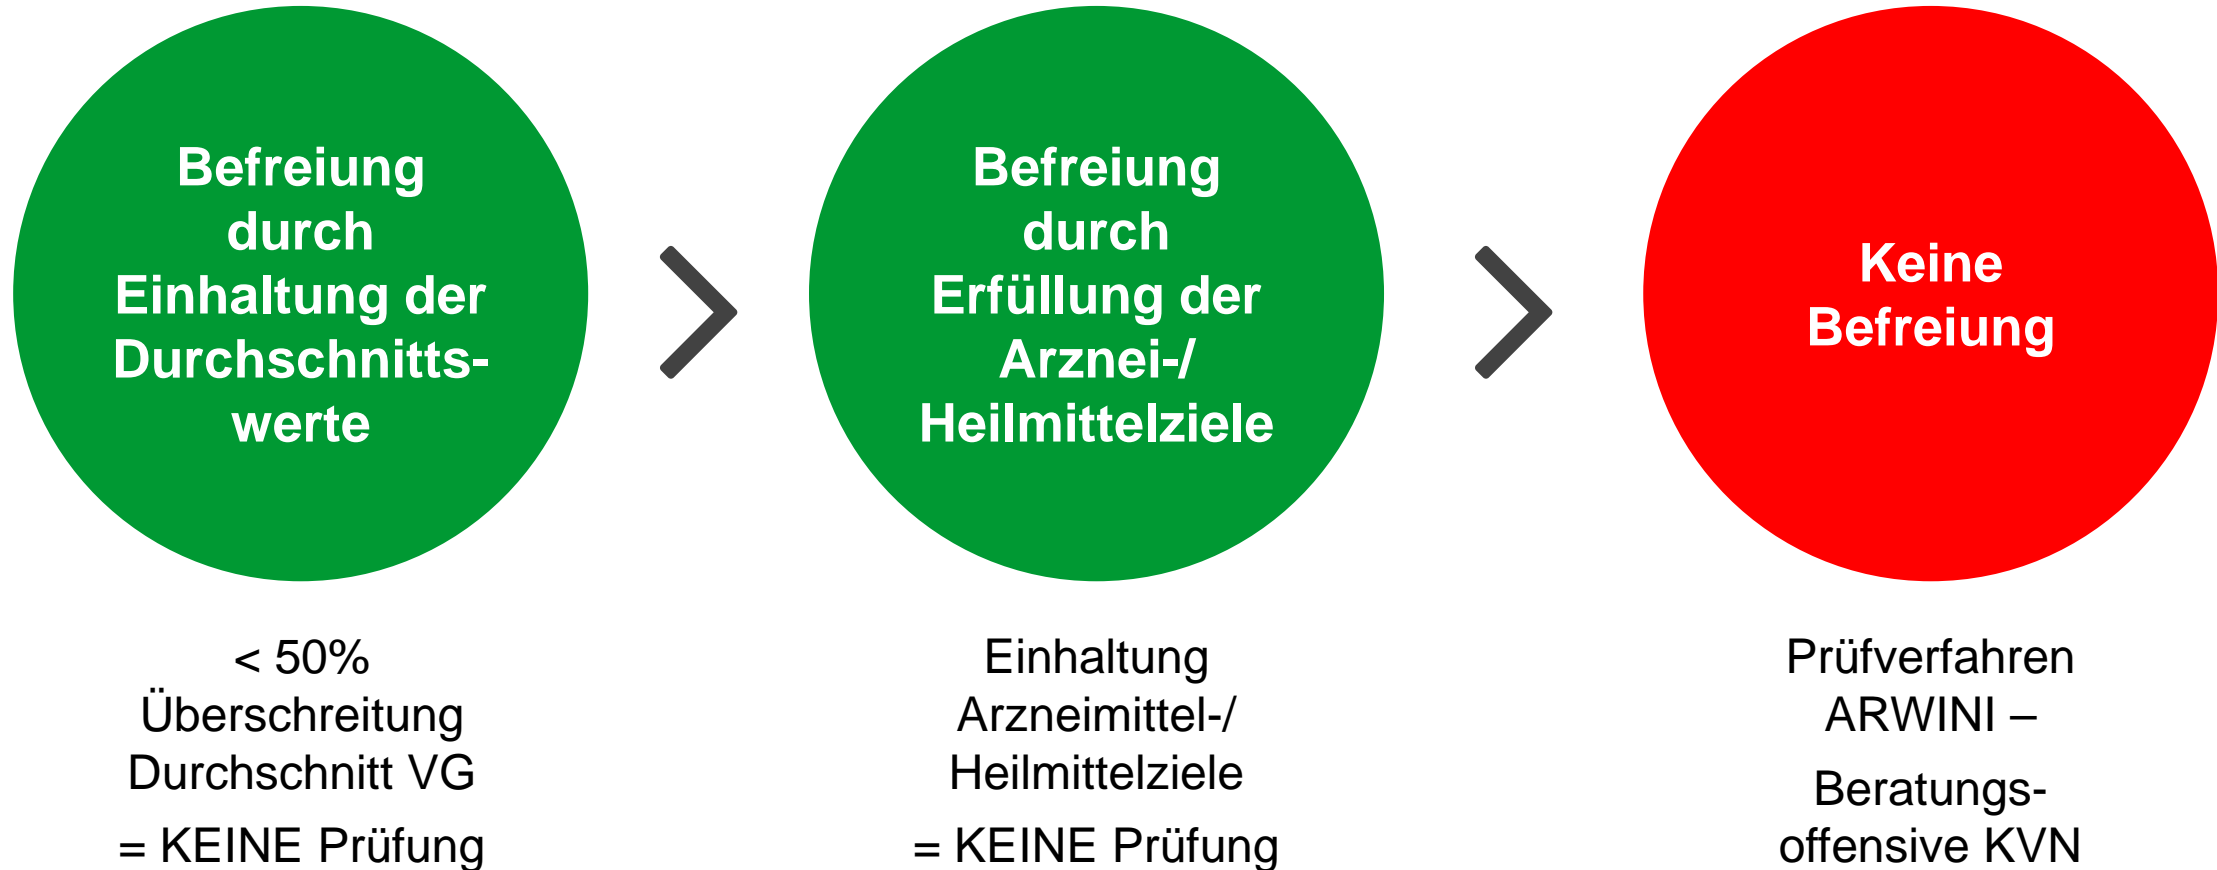 Befreiung
durch
Einhaltung der
Durchschnitts-
werte
< 50%
Überschreitung
Durchschnitt VG
= KEINE Prüfung
Befreiung
durch
Erfüllung der
Arznei-/
Heilmittelziele
Einhaltung
Arzneimittel-/
Heilmittelziele
= KEINE Prüfung
Keine
Befreiung
Prüfverfahren
ARWINI –
Beratungs-
offensive KVN